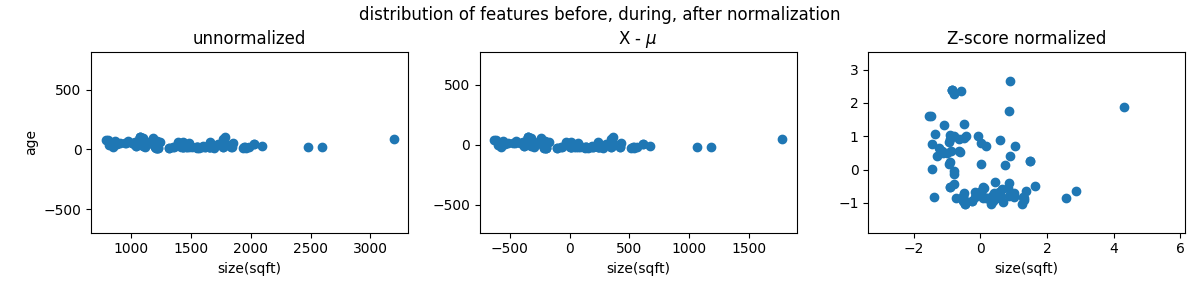 distribution of features before, during, after normalization
unnormalized
X - μ
Z-score normalized
age
500
0
−500
1000 1500 2000 2500 3000
size(sqft)
500
0
−500
−500 0 500 1000 1500
size(sqft)
3
2
1
0
−1
−2 0 2 4 6
size(sqft)